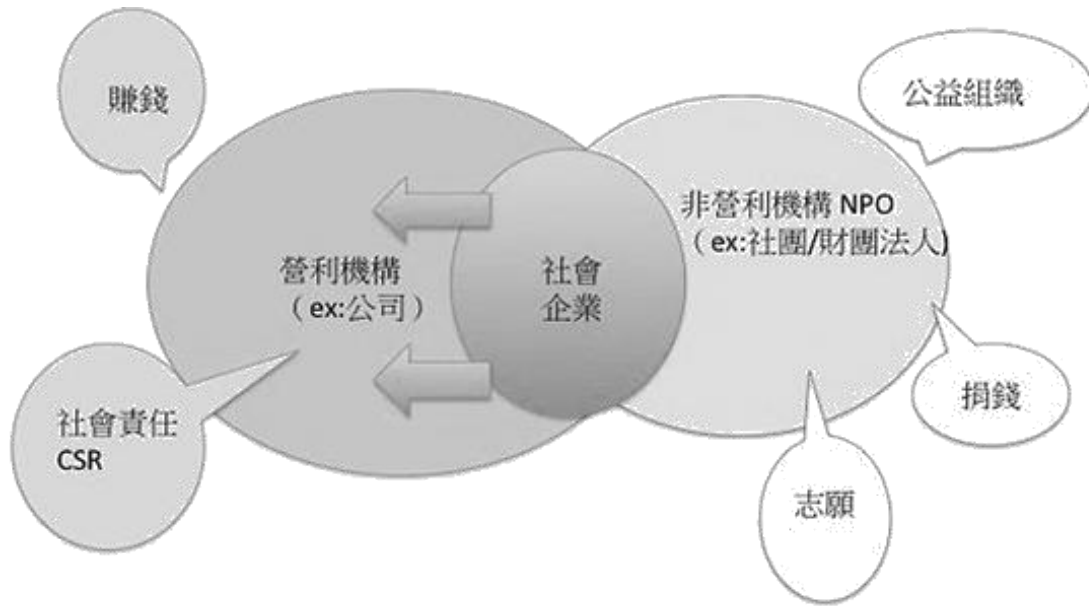 賺錢
公益組織
非營利機構 NPO
（ex:社團/財團法人)
營利機構
（ex:公司）
社會
企業
捐錢
社會責任
CSR
志願